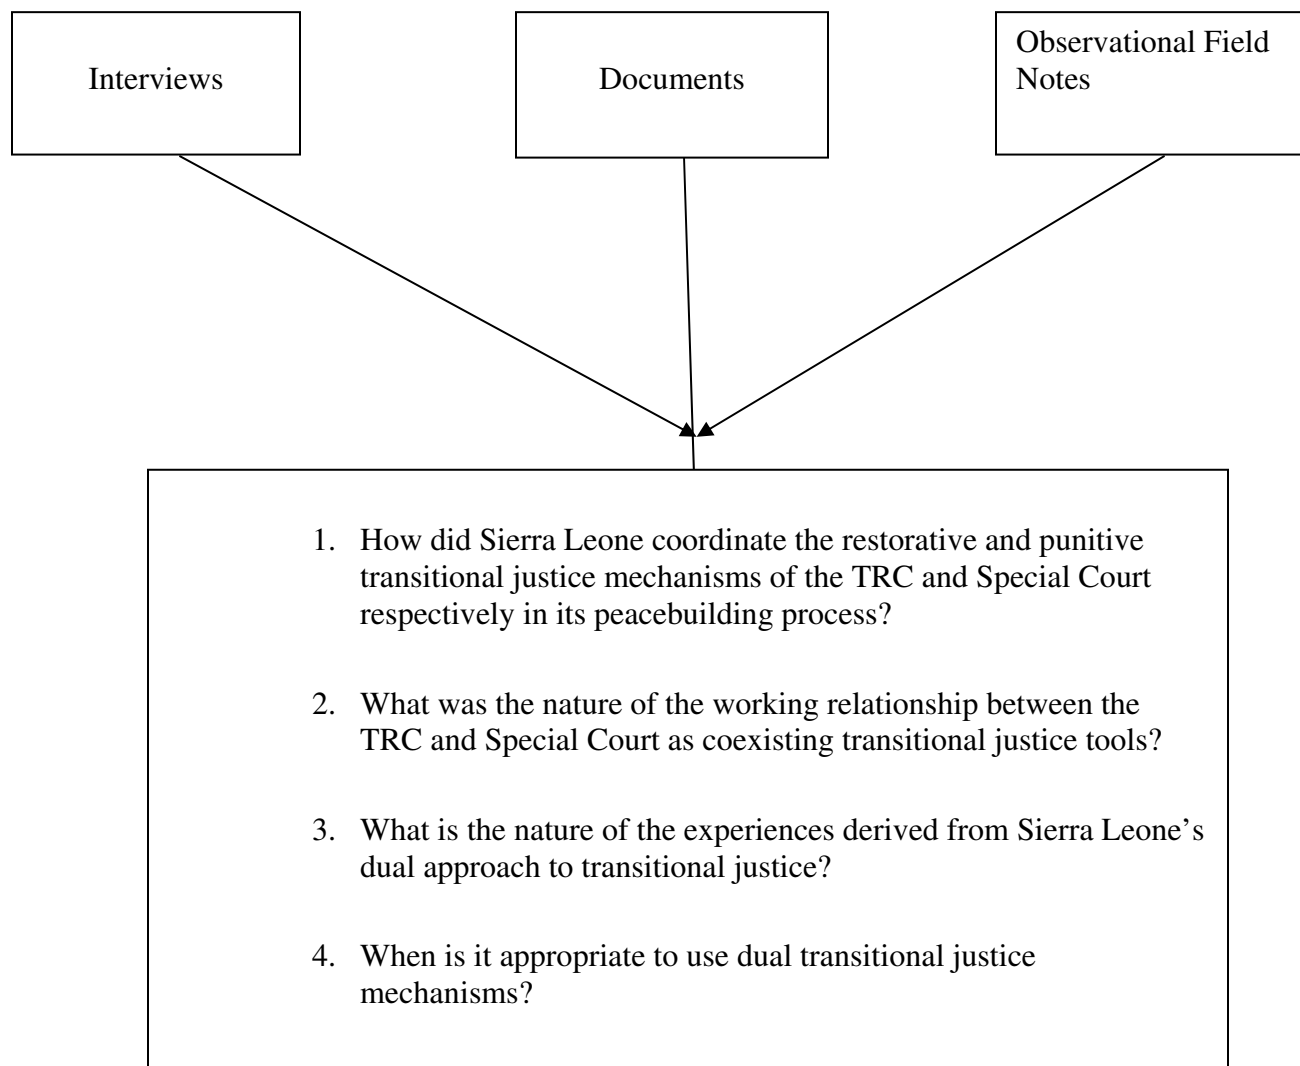 Interviews
Documents
Observational Field
Notes
1. How did Sierra Leone coordinate the restorative and punitive
transitional justice mechanisms of the TRC and Special Court
respectively in its peacebuilding process?
2. What was the nature of the working relationship between the
TRC and Special Court as coexisting transitional justice tools?
3. What is the nature of the experiences derived from Sierra Leone’s
dual approach to transitional justice?
4. When is it appropriate to use dual transitional justice
mechanisms?